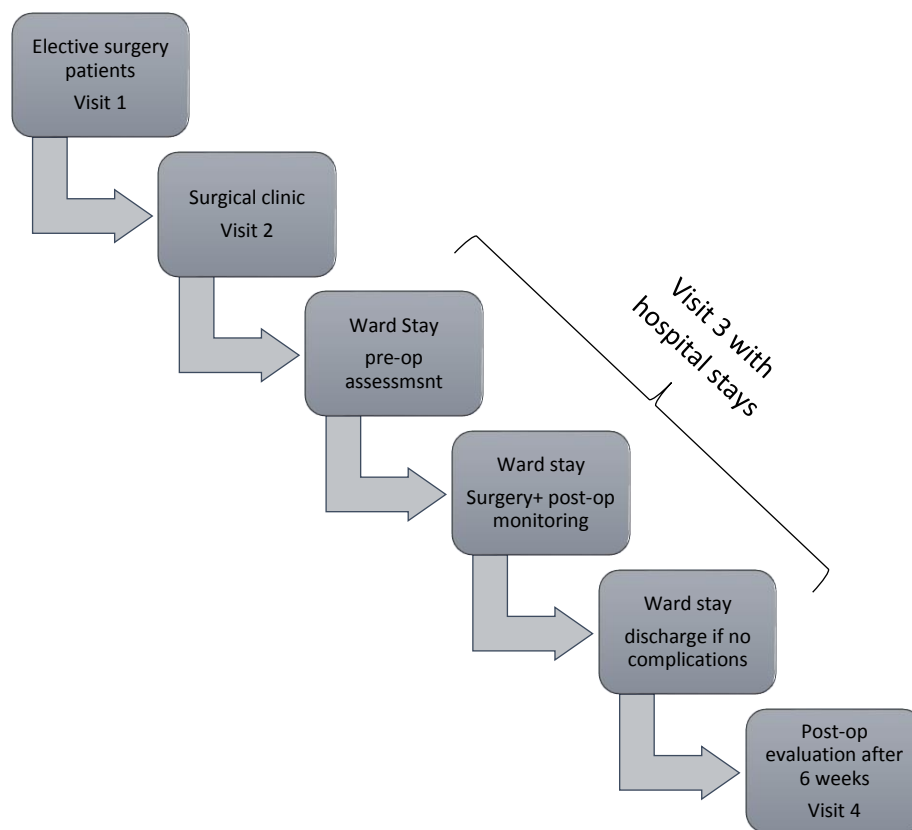 Elective surgery
patients
Visit 1
Surgical clinic
Visit 2
Visit 3 with
hospital stays
Ward Stay
pre-op
assessmsnt
Ward stay
Surgery+ post-op
monitoring
Ward stay
discharge if no
complications
Post-op
evaluation after
6 weeks
Visit 4